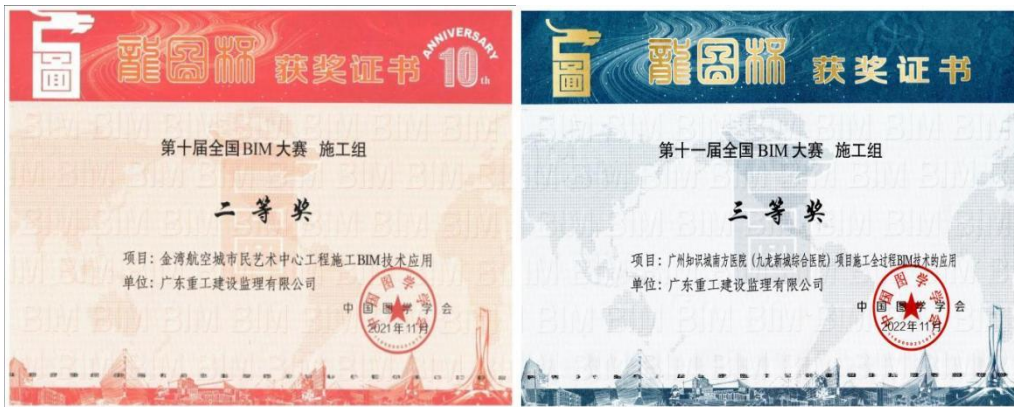 龍圖杯 获奖证书
ANNIVERSARY
10th
第十届全国BIM大赛 施工组
二等奖
项目：金湾航空城市民艺术中心工程施工BIM技术应用
单位：广东重工建设监理有限公司
中国图学学会
2021年11月
龍圖杯 获奖证书
第十一届全国BIM大赛 施工组
三等奖
项目：广州知识城南方医院（九龙新城综合医院）项目施工全过程BIM技术的应用
单位：广东重工建设监理有限公司
中国图学学会
2022年11月